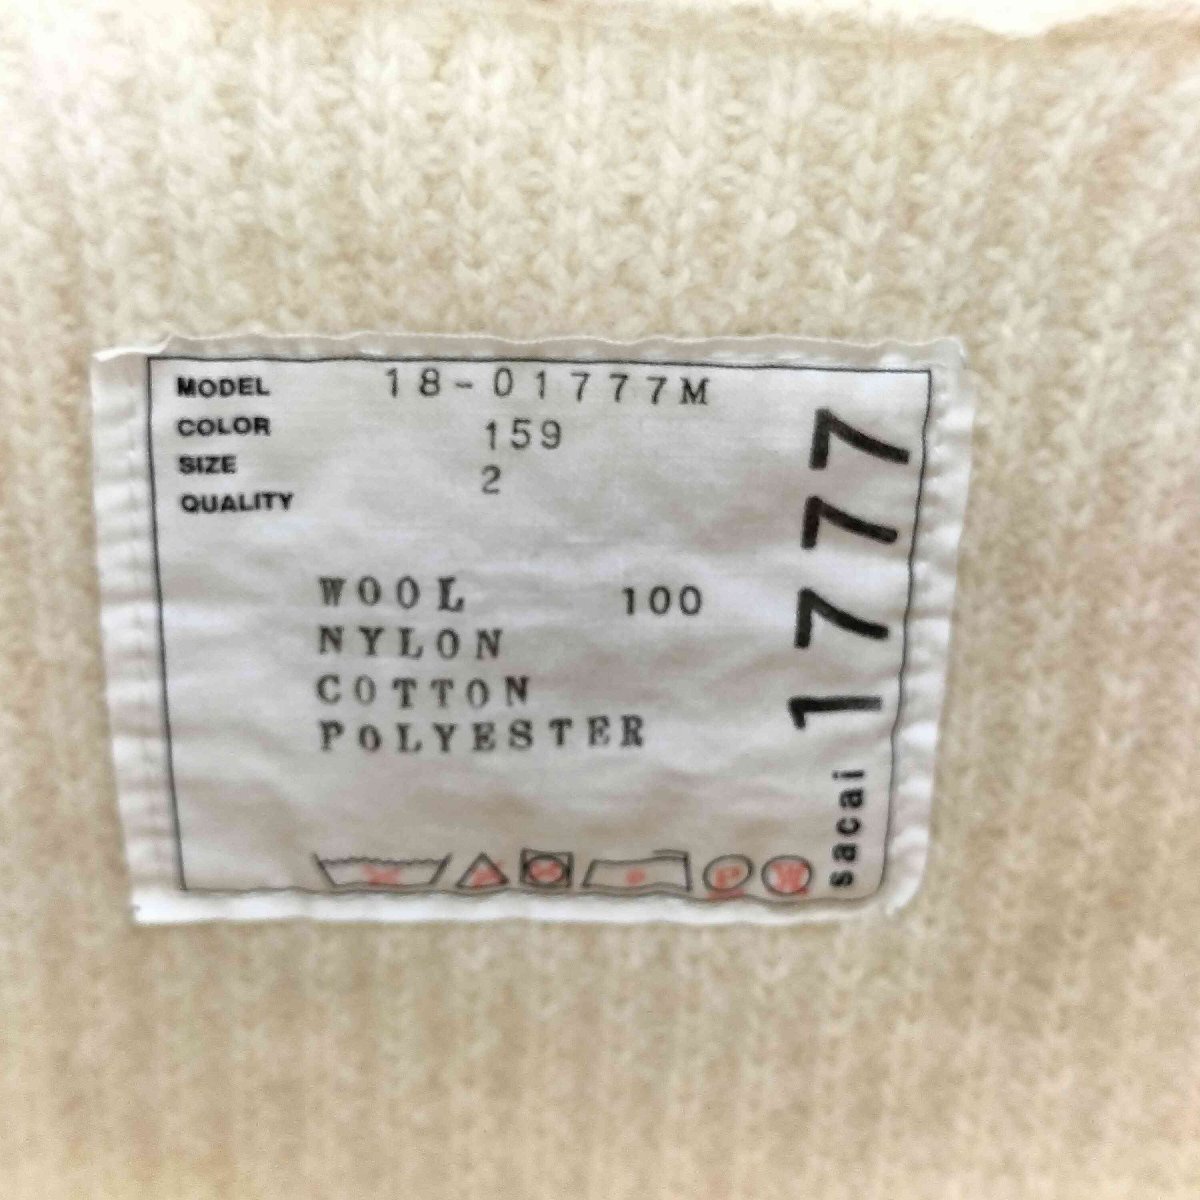 MODEL 18-01777M
COLOR 159
SIZE 2
QUALITY
WOOL 100
NYLON
COTTON
POLYESTER
P W
sacai 1777